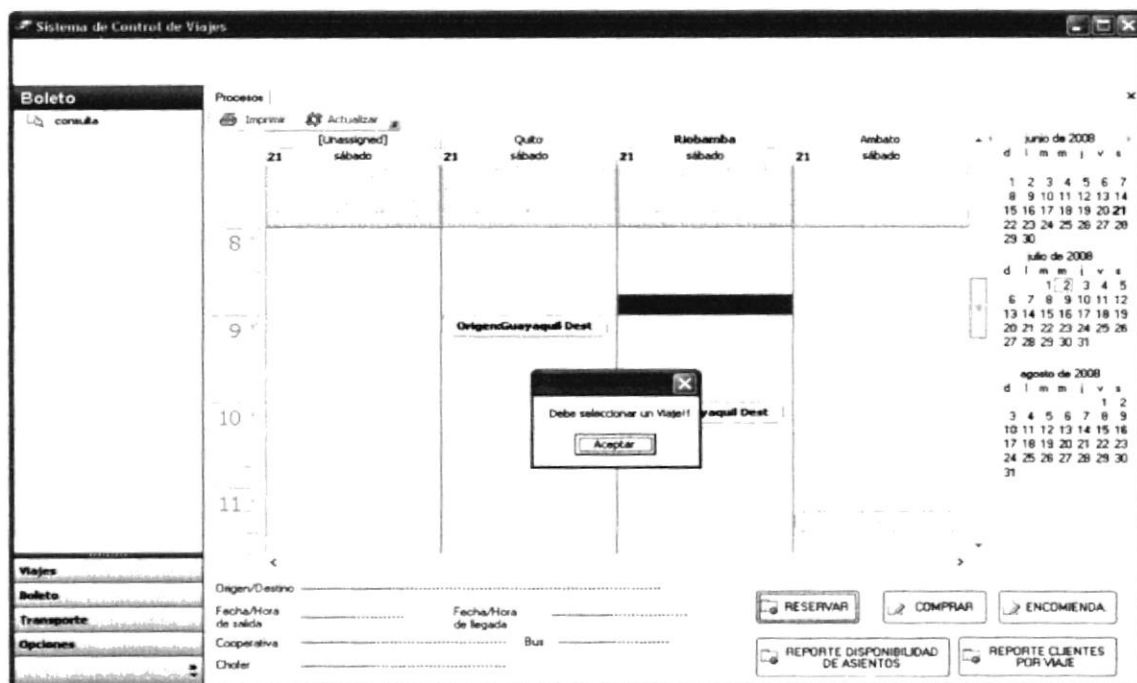 Sistema de Control de Viajes
Boleto
consulta
Procesos
Imprimir Actualizar
[Unassigned] Quito Riobamba Ambato
21 sábado 21 sábado 21 sábado 21 sábado
8
9
10
11
Origen:Guayaquil Dest
yaquil Dest
Debe seleccionar un Viaje!!
Aceptar
junio de 2008
d l m m j v s
1 2 3 4 5 6 7
8 9 10 11 12 13 14
15 16 17 18 19 20 21
22 23 24 25 26 27 28
29 30
julio de 2008
d l m m j v s
1 2 3 4 5
6 7 8 9 10 11 12
13 14 15 16 17 18 19
20 21 22 23 24 25 26
27 28 29 30 31
agosto de 2008
d l m m j v s
1 2
3 4 5 6 7 8 9
10 11 12 13 14 15 16
17 18 19 20 21 22 23
24 25 26 27 28 29 30
31
Viajes
Boleto
Transporte
Opciones
Origen/Destino
Fecha/Hora de salida
Fecha/Hora de llegada
Cooperativa
Bus
Chofer
RESERVAR
COMPRAR
ENCOMIENDA
REPORTE DISPONIBILIDAD
DE ASIENTOS
REPORTE CLIENTES
POR VIAJE